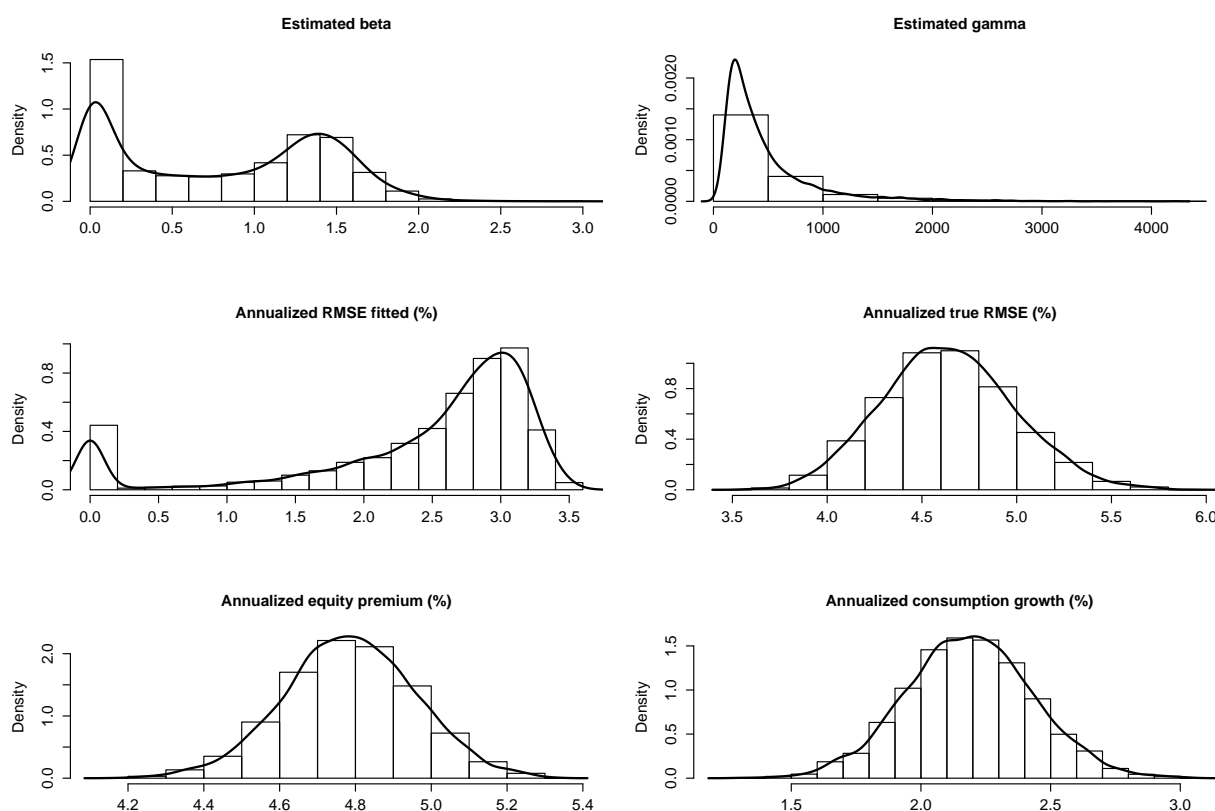 Estimated beta
Density
0.0 0.5 1.0 1.5
0.0 0.5 1.0 1.5 2.0 2.5 3.0
Estimated gamma
Density
0.0000 0.0010 0.0020
0 1000 2000 3000 4000
Annualized RMSE fitted (%)
Density
0.0 0.4 0.8
0.0 0.5 1.0 1.5 2.0 2.5 3.0 3.5
Annualized true RMSE (%)
Density
0.0 0.4 0.8
3.5 4.0 4.5 5.0 5.5 6.0
Annualized equity premium (%)
Density
0.0 1.0 2.0
4.2 4.4 4.6 4.8 5.0 5.2 5.4
Annualized consumption growth (%)
Density
0.0 0.5 1.0 1.5
1.5 2.0 2.5 3.0